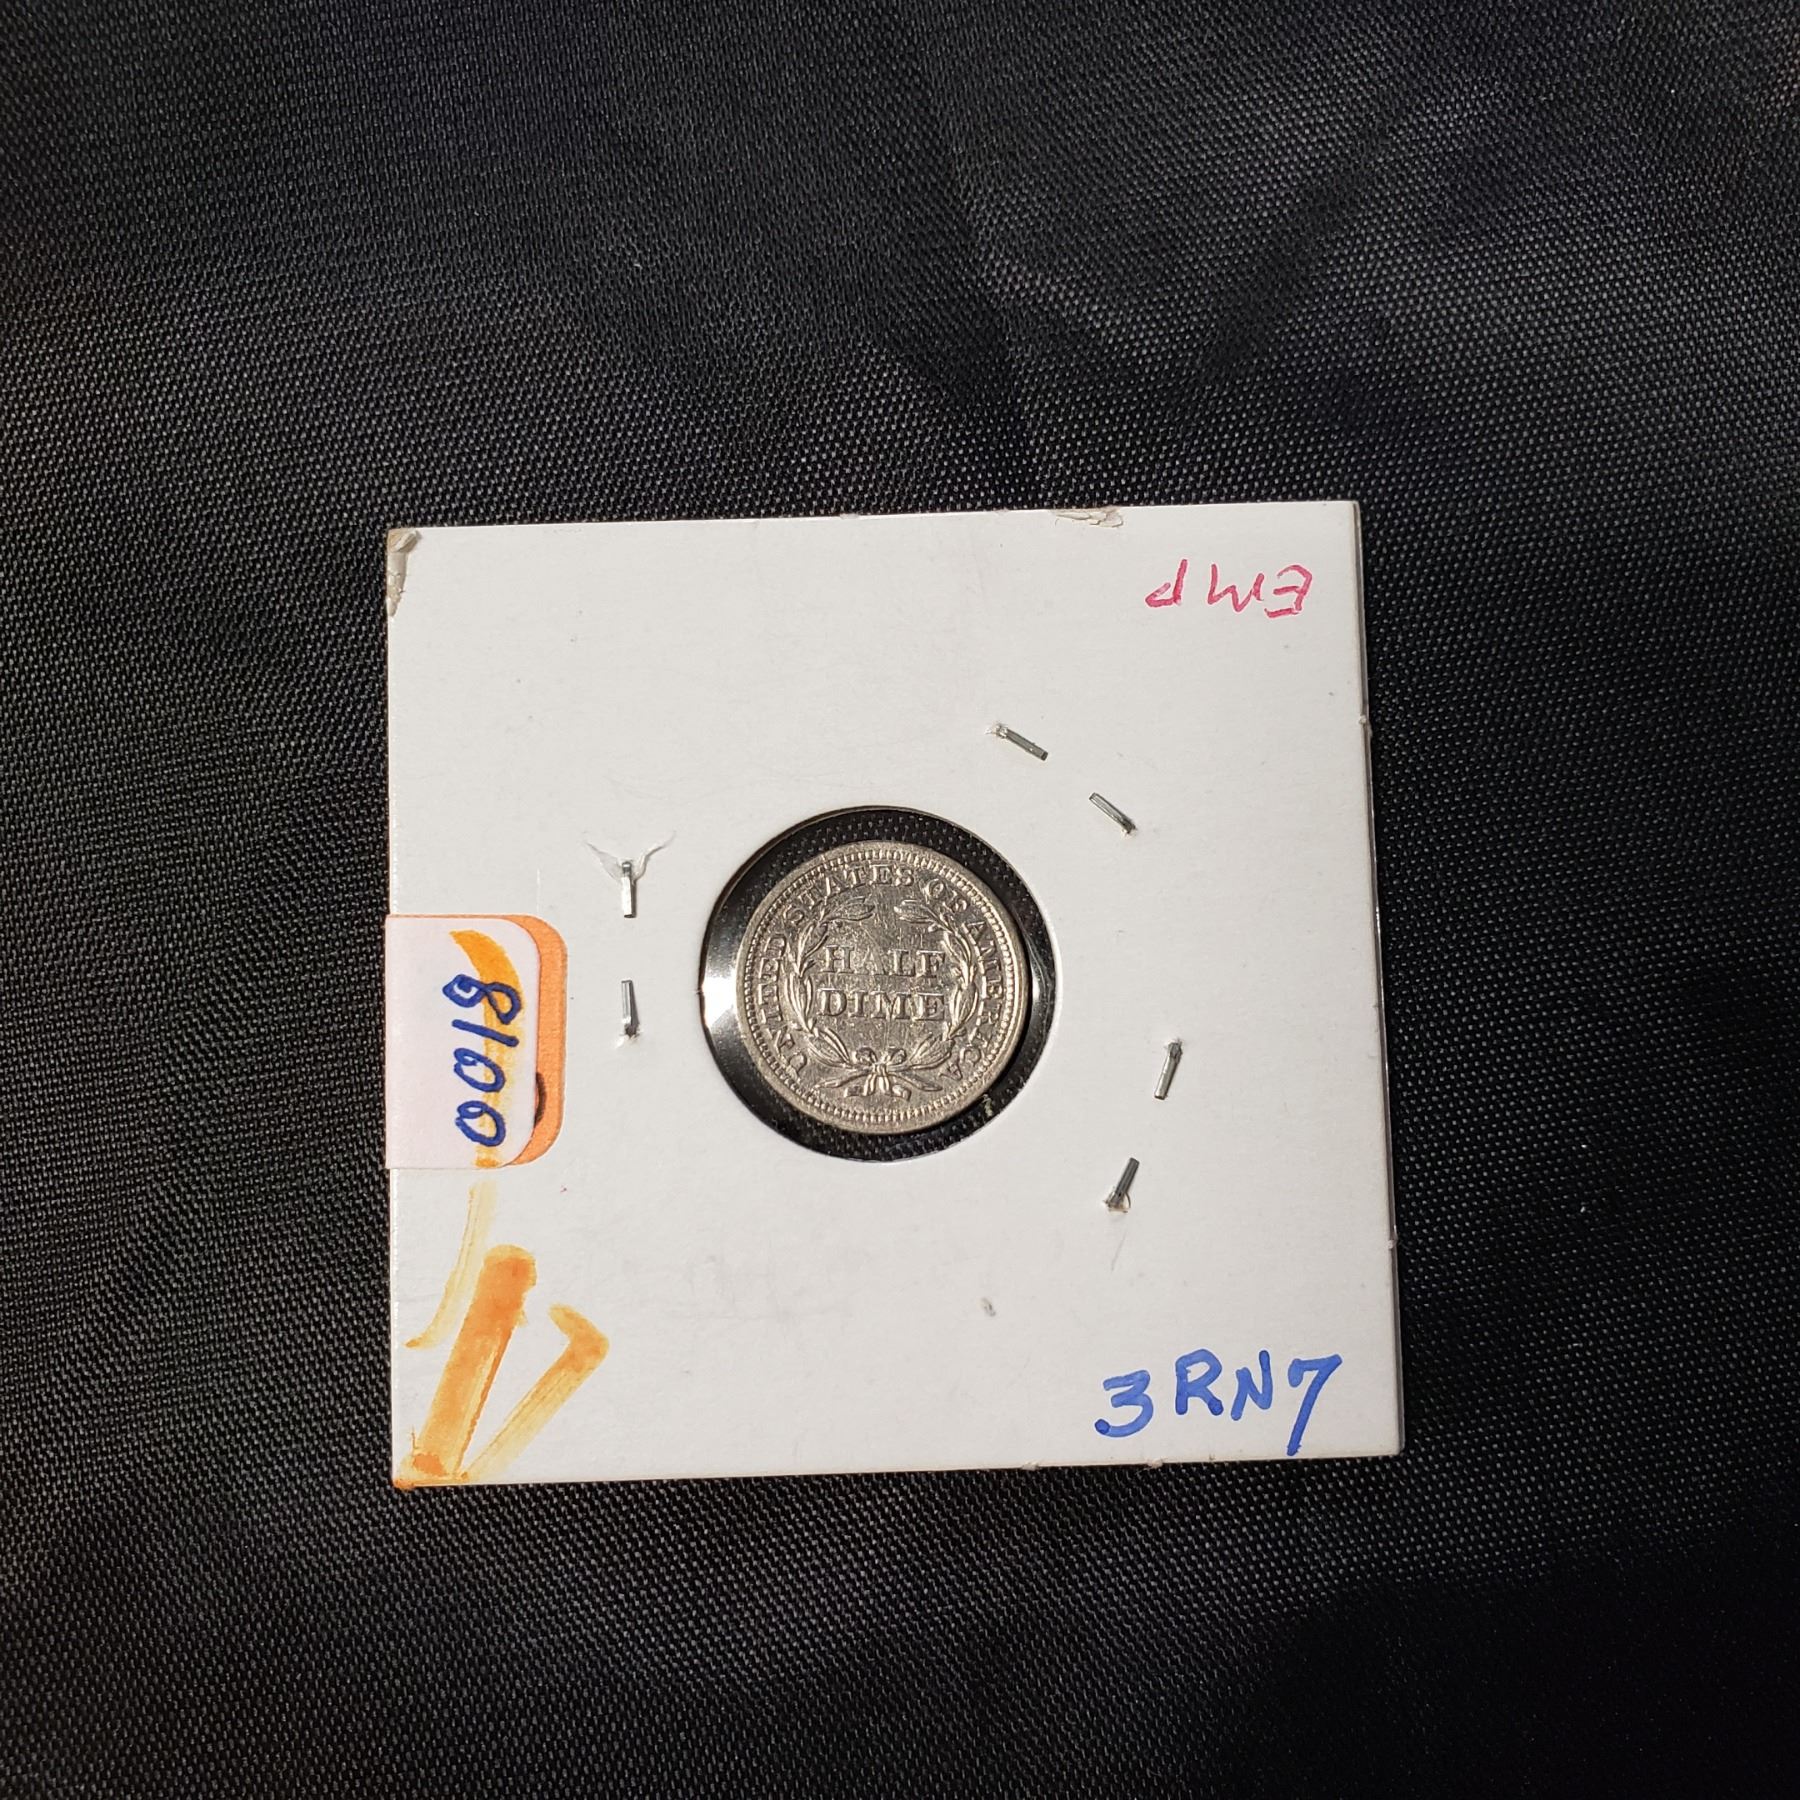 EMP
UNITED STATES OF AMERICA
HALF
DIME
0018
3RN7